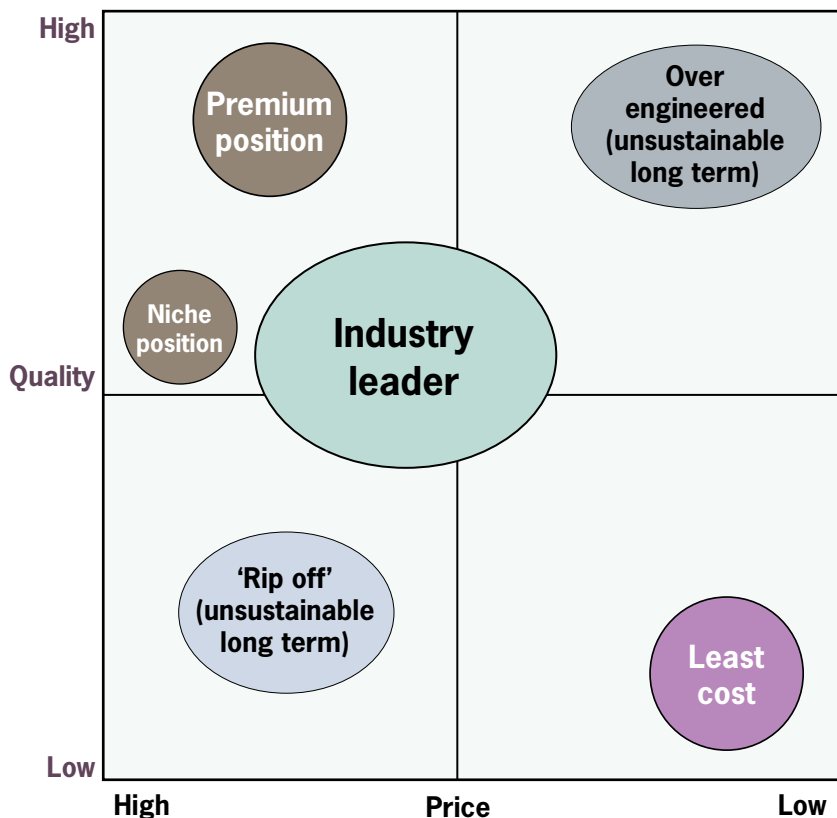 High
Premium
position
Over
engineered
(unsustainable
long term)
Niche
position
Industry
leader
Quality
‘Rip off’
(unsustainable
long term)
Least
cost
Low
High
Price
Low